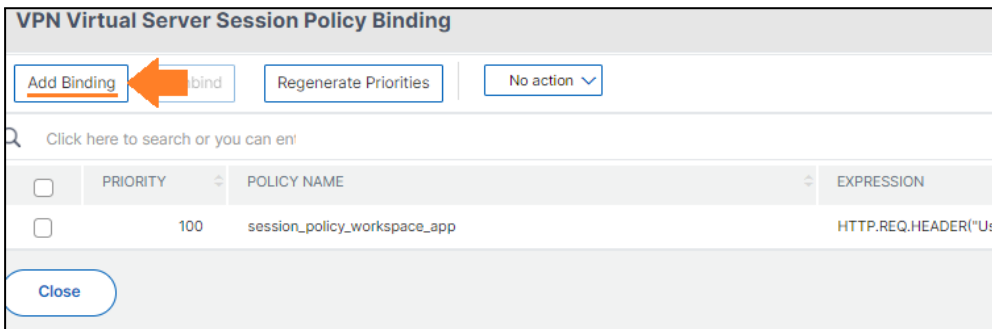 VPN Virtual Server Session Policy Binding
Add Binding bind Regenerate Priorities No action
Click here to search or you can ent
PRIORITY POLICY NAME EXPRESSION
100 session_policy_workspace_app HTTP.REQ.HEADER("Us
Close